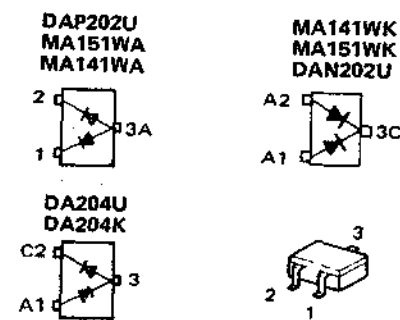 DAP202U
MA151WA
MA141WA
2
3A
1
MA141WK
MA151WK
DAN202U
A2
3C
A1
DA204U
DA204K
C2
3
A1
3
2
1